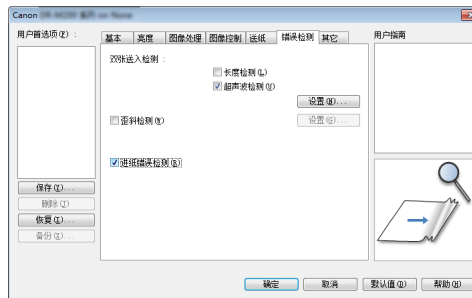 Canon on None
用户首选项(P) :
基本 亮度 图像处理 图像控制 送纸 错误检测 其它
用户指南
双张送入检测 :
长度检测(L)
超声波检测(U)
设置(N)...
歪斜检测(W)
设置(G)...
进纸错误检测(R)
保存(V)...
删除(J)
恢复(T)...
备份(X)...
确定 取消 默认值(D) 帮助(H)